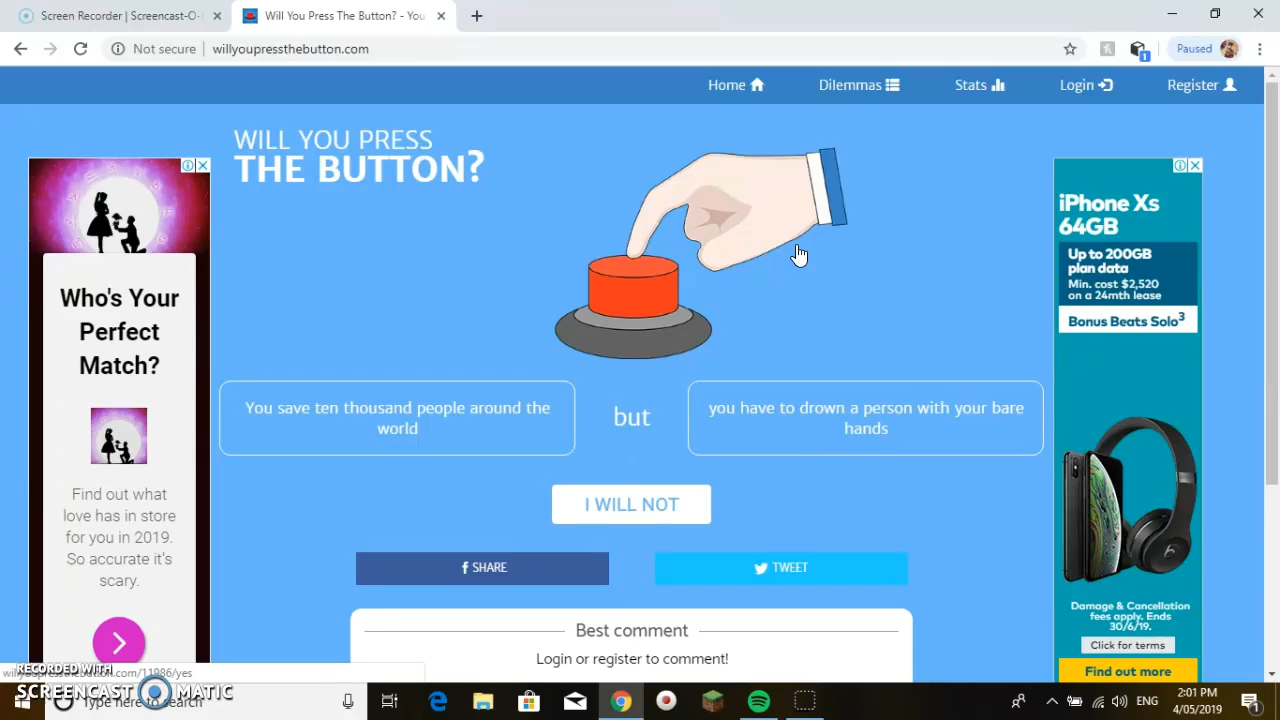 Screen Recorder | Screencast-O-
Will You Press The Button? - You
Not secure
willyoupressthebutton.com
Paused
1
Home
Dilemmas
Stats
Login
Register
WILL YOU PRESS
THE BUTTON?
Who's Your
Perfect
Match?
Find out what
love has in store
for you in 2019.
So accurate it's
scary.
iPhone Xs
64GB
Up to 200GB
plan data
Min. cost $2,520
on a 24mth lease
Bonus Beats Solo3
Damage & Cancellation
fees apply. Ends
30/6/19.
Click for terms
Find out more
You save ten thousand people around the
world
but
you have to drown a person with your bare
hands
I WILL NOT
f SHARE
TWEET
Best comment
Login or register to comment!
willyoupressthebutton.com/11986/yes
RECORDED WITH
SCREENCAST MATIC
Type here to search
ENG
2:01 PM
4/05/2019
1